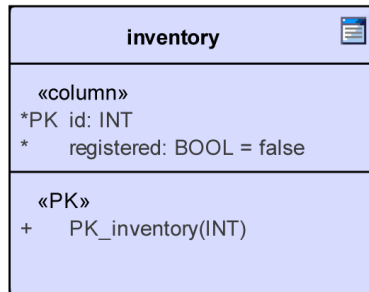 inventory
«column»
*PK id: INT
* registered: BOOL = false
«PK»
+ PK_inventory(INT)